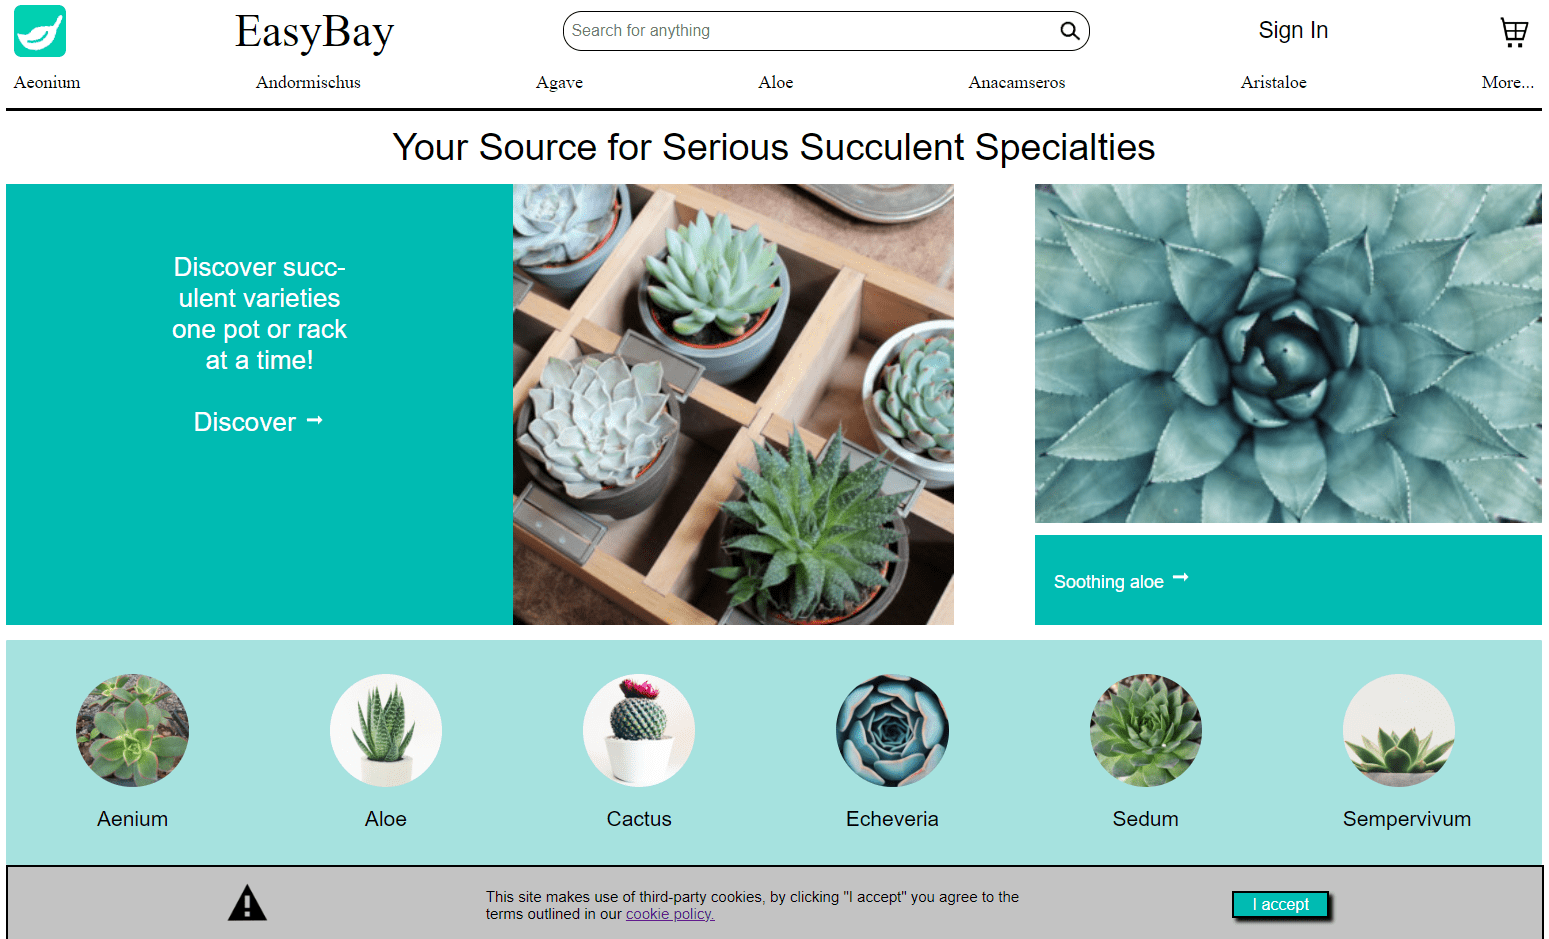 EasyBay
Search for anything
Sign In
Aeonium
Andormischus
Agave
Aloe
Anacamseros
Aristaloe
More...
Your Source for Serious Succulent Specialties
Discover succ-
ulent varieties
one pot or rack
at a time!
Discover ➞
Soothing aloe ➞
Aenium
Aloe
Cactus
Echeveria
Sedum
Sempervivum
This site makes use of third-party cookies, by clicking "I accept" you agree to the
terms outlined in our cookie policy.
I accept